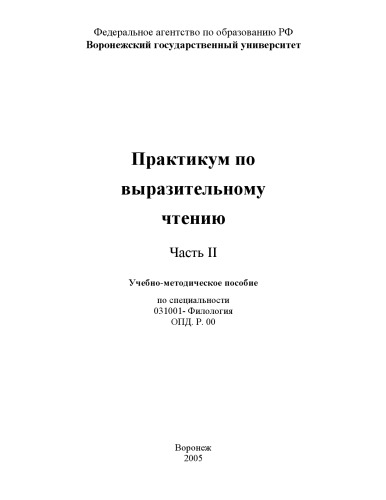 Федеральное агентство по образованию РФ
Воронежский государственный университет
Практикум по
выразительному
чтению
Часть II
Учебно-методическое пособие
по специальности
031001- Филология
ОПД. Р. 00
Воронеж
2005